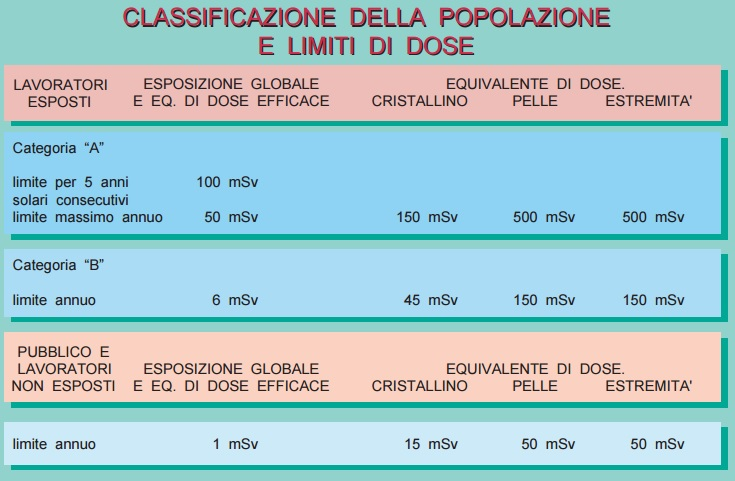 CLASSIFICAZIONE DELLA POPOLAZIONE
E LIMITI DI DOSE
LAVORATORI ESPOSIZIONE GLOBALE EQUIVALENTE DI DOSE.
ESPOSTI E EQ. DI DOSE EFFICACE CRISTALLINO PELLE ESTREMITA'
Categoria “A”
limite per 5 anni 100 mSv
solari consecutivi
limite massimo annuo 50 mSv 150 mSv 500 mSv 500 mSv
Categoria “B”
limite annuo 6 mSv 45 mSv 150 mSv 150 mSv
PUBBLICO E
LAVORATORI ESPOSIZIONE GLOBALE EQUIVALENTE DI DOSE.
NON ESPOSTI E EQ. DI DOSE EFFICACE CRISTALLINO PELLE ESTREMITA'
limite annuo 1 mSv 15 mSv 50 mSv 50 mSv